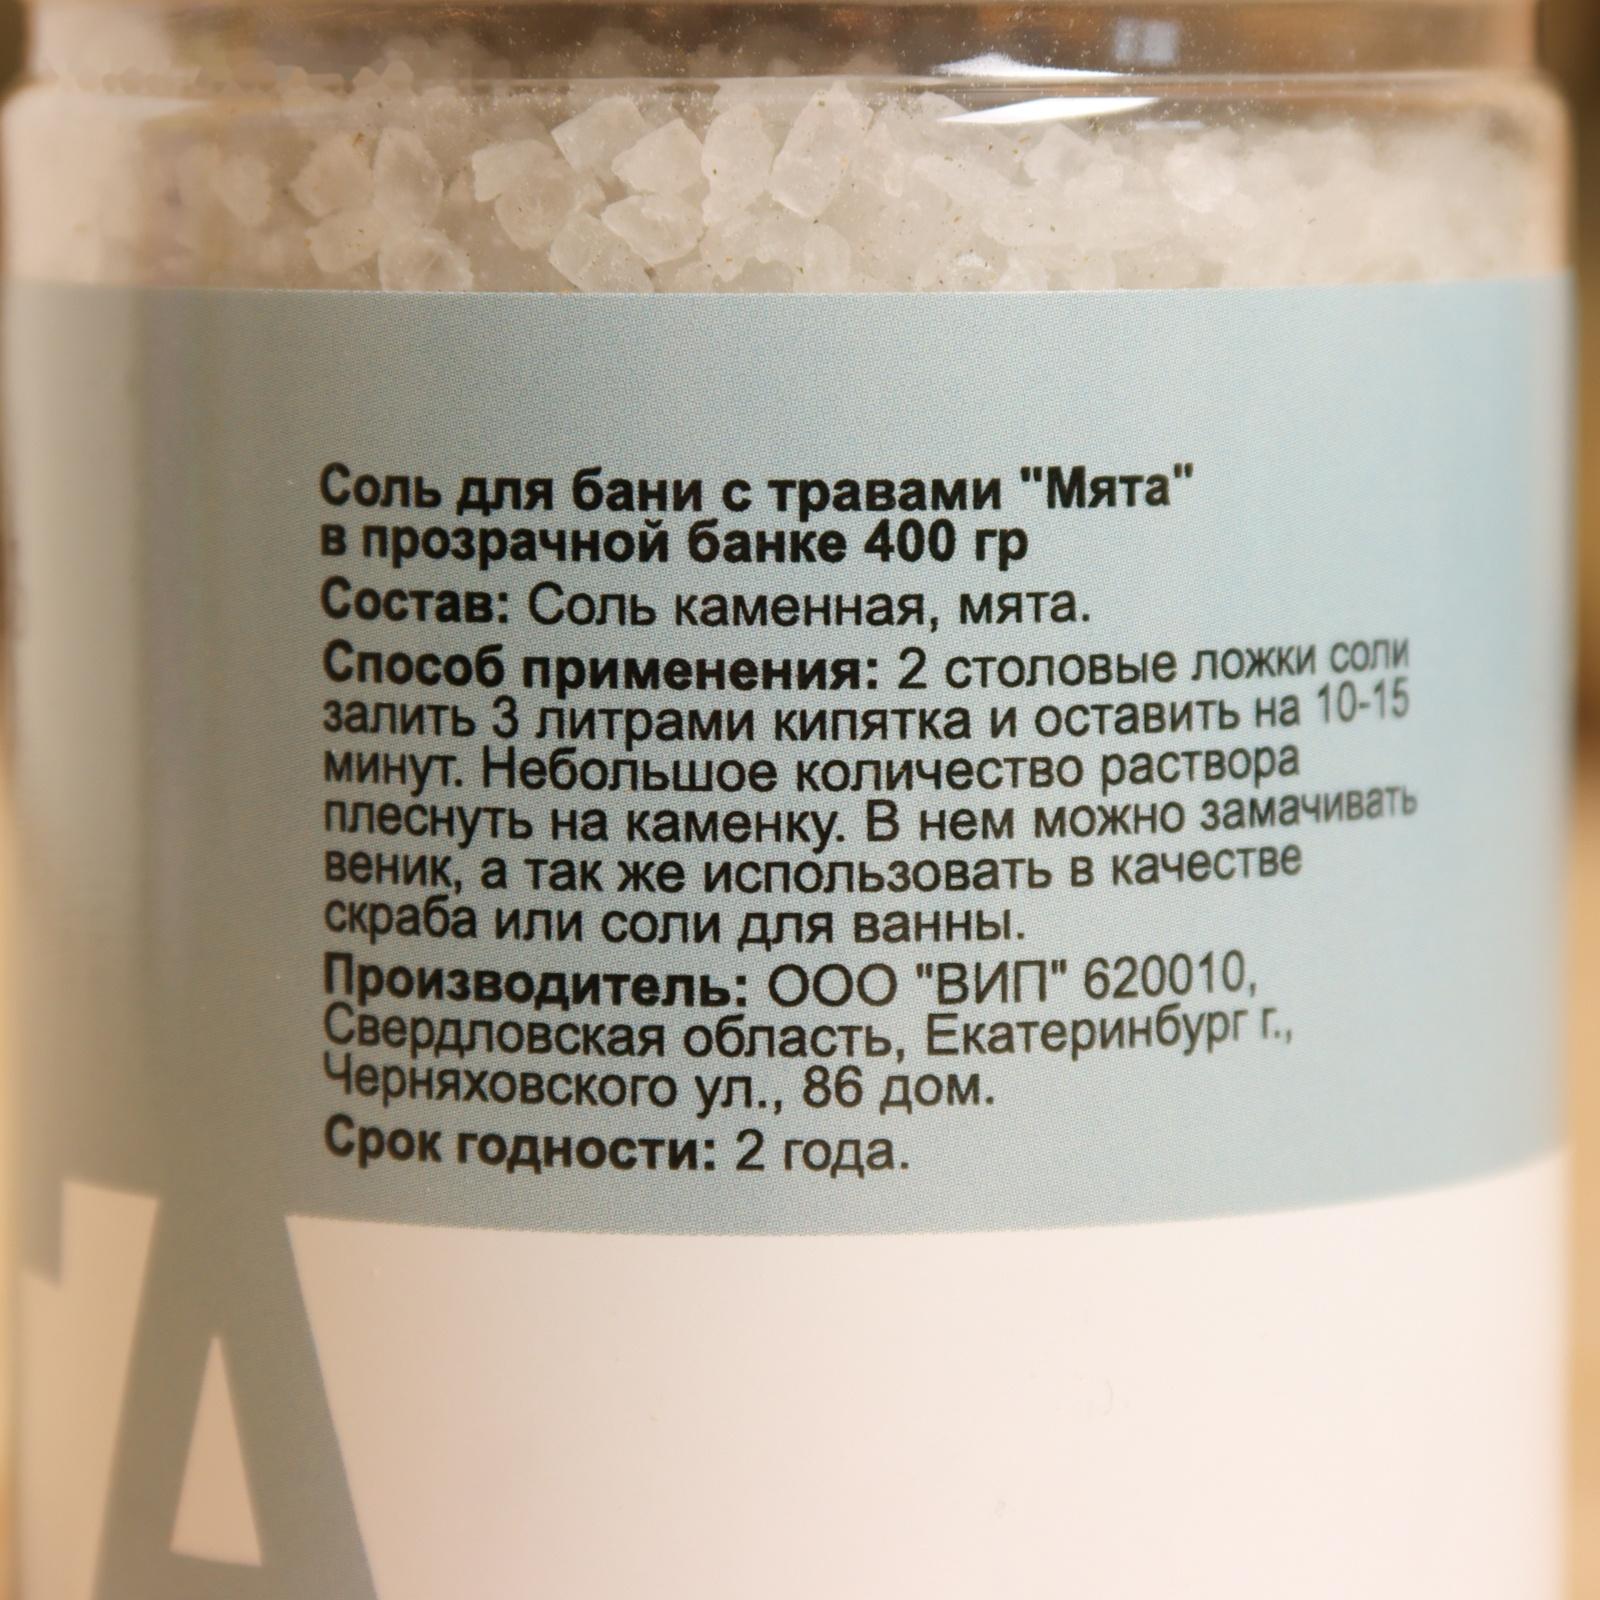 Соль для бани с травами "Мята"
в прозрачной банке 400 гр
Состав: Соль каменная, мята.
Способ применения: 2 столовые ложки соли
залить 3 литрами кипятка и оставить на 10-15
минут. Небольшое количество раствора
плеснуть на каменку. В нем можно замачивать
веник, а так же использовать в качестве
скраба или соли для ванны.
Производитель: ООО "ВИП" 620010,
Свердловская область, Екатеринбург г.,
Черняховского ул., 86 дом.
Срок годности: 2 года.